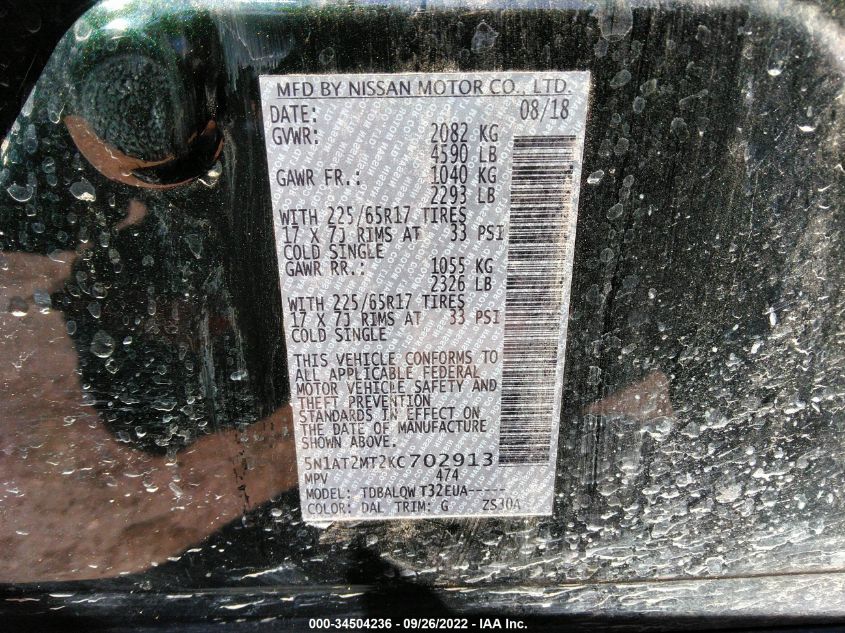 MFD BY NISSAN MOTOR CO., LTD.
DATE: 08/18
GVWR: 2082 KG
4590 LB
GAWR FR.: 1040 KG
2293 LB
WITH 225/65R17 TIRES
17 X 7J RIMS AT 33 PSI
COLD SINGLE
GAWR RR.: 1055 KG
2326 LB
WITH 225/65R17 TIRES
17 X 7J RIMS AT 33 PSI
COLD SINGLE
THIS VEHICLE CONFORMS TO
ALL APPLICABLE FEDERAL
MOTOR VEHICLE SAFETY AND
THEFT PREVENTION
STANDARDS IN EFFECT ON
THE DATE OF MANUFACTURE
SHOWN ABOVE.
5N1AT2MT2KC702913
MPV 474
MODEL: TDBALQWT32EUA-----
COLOR: DAL TRIM: G ZS30A
000-34504236 - 09/26/2022 - IAA Inc.